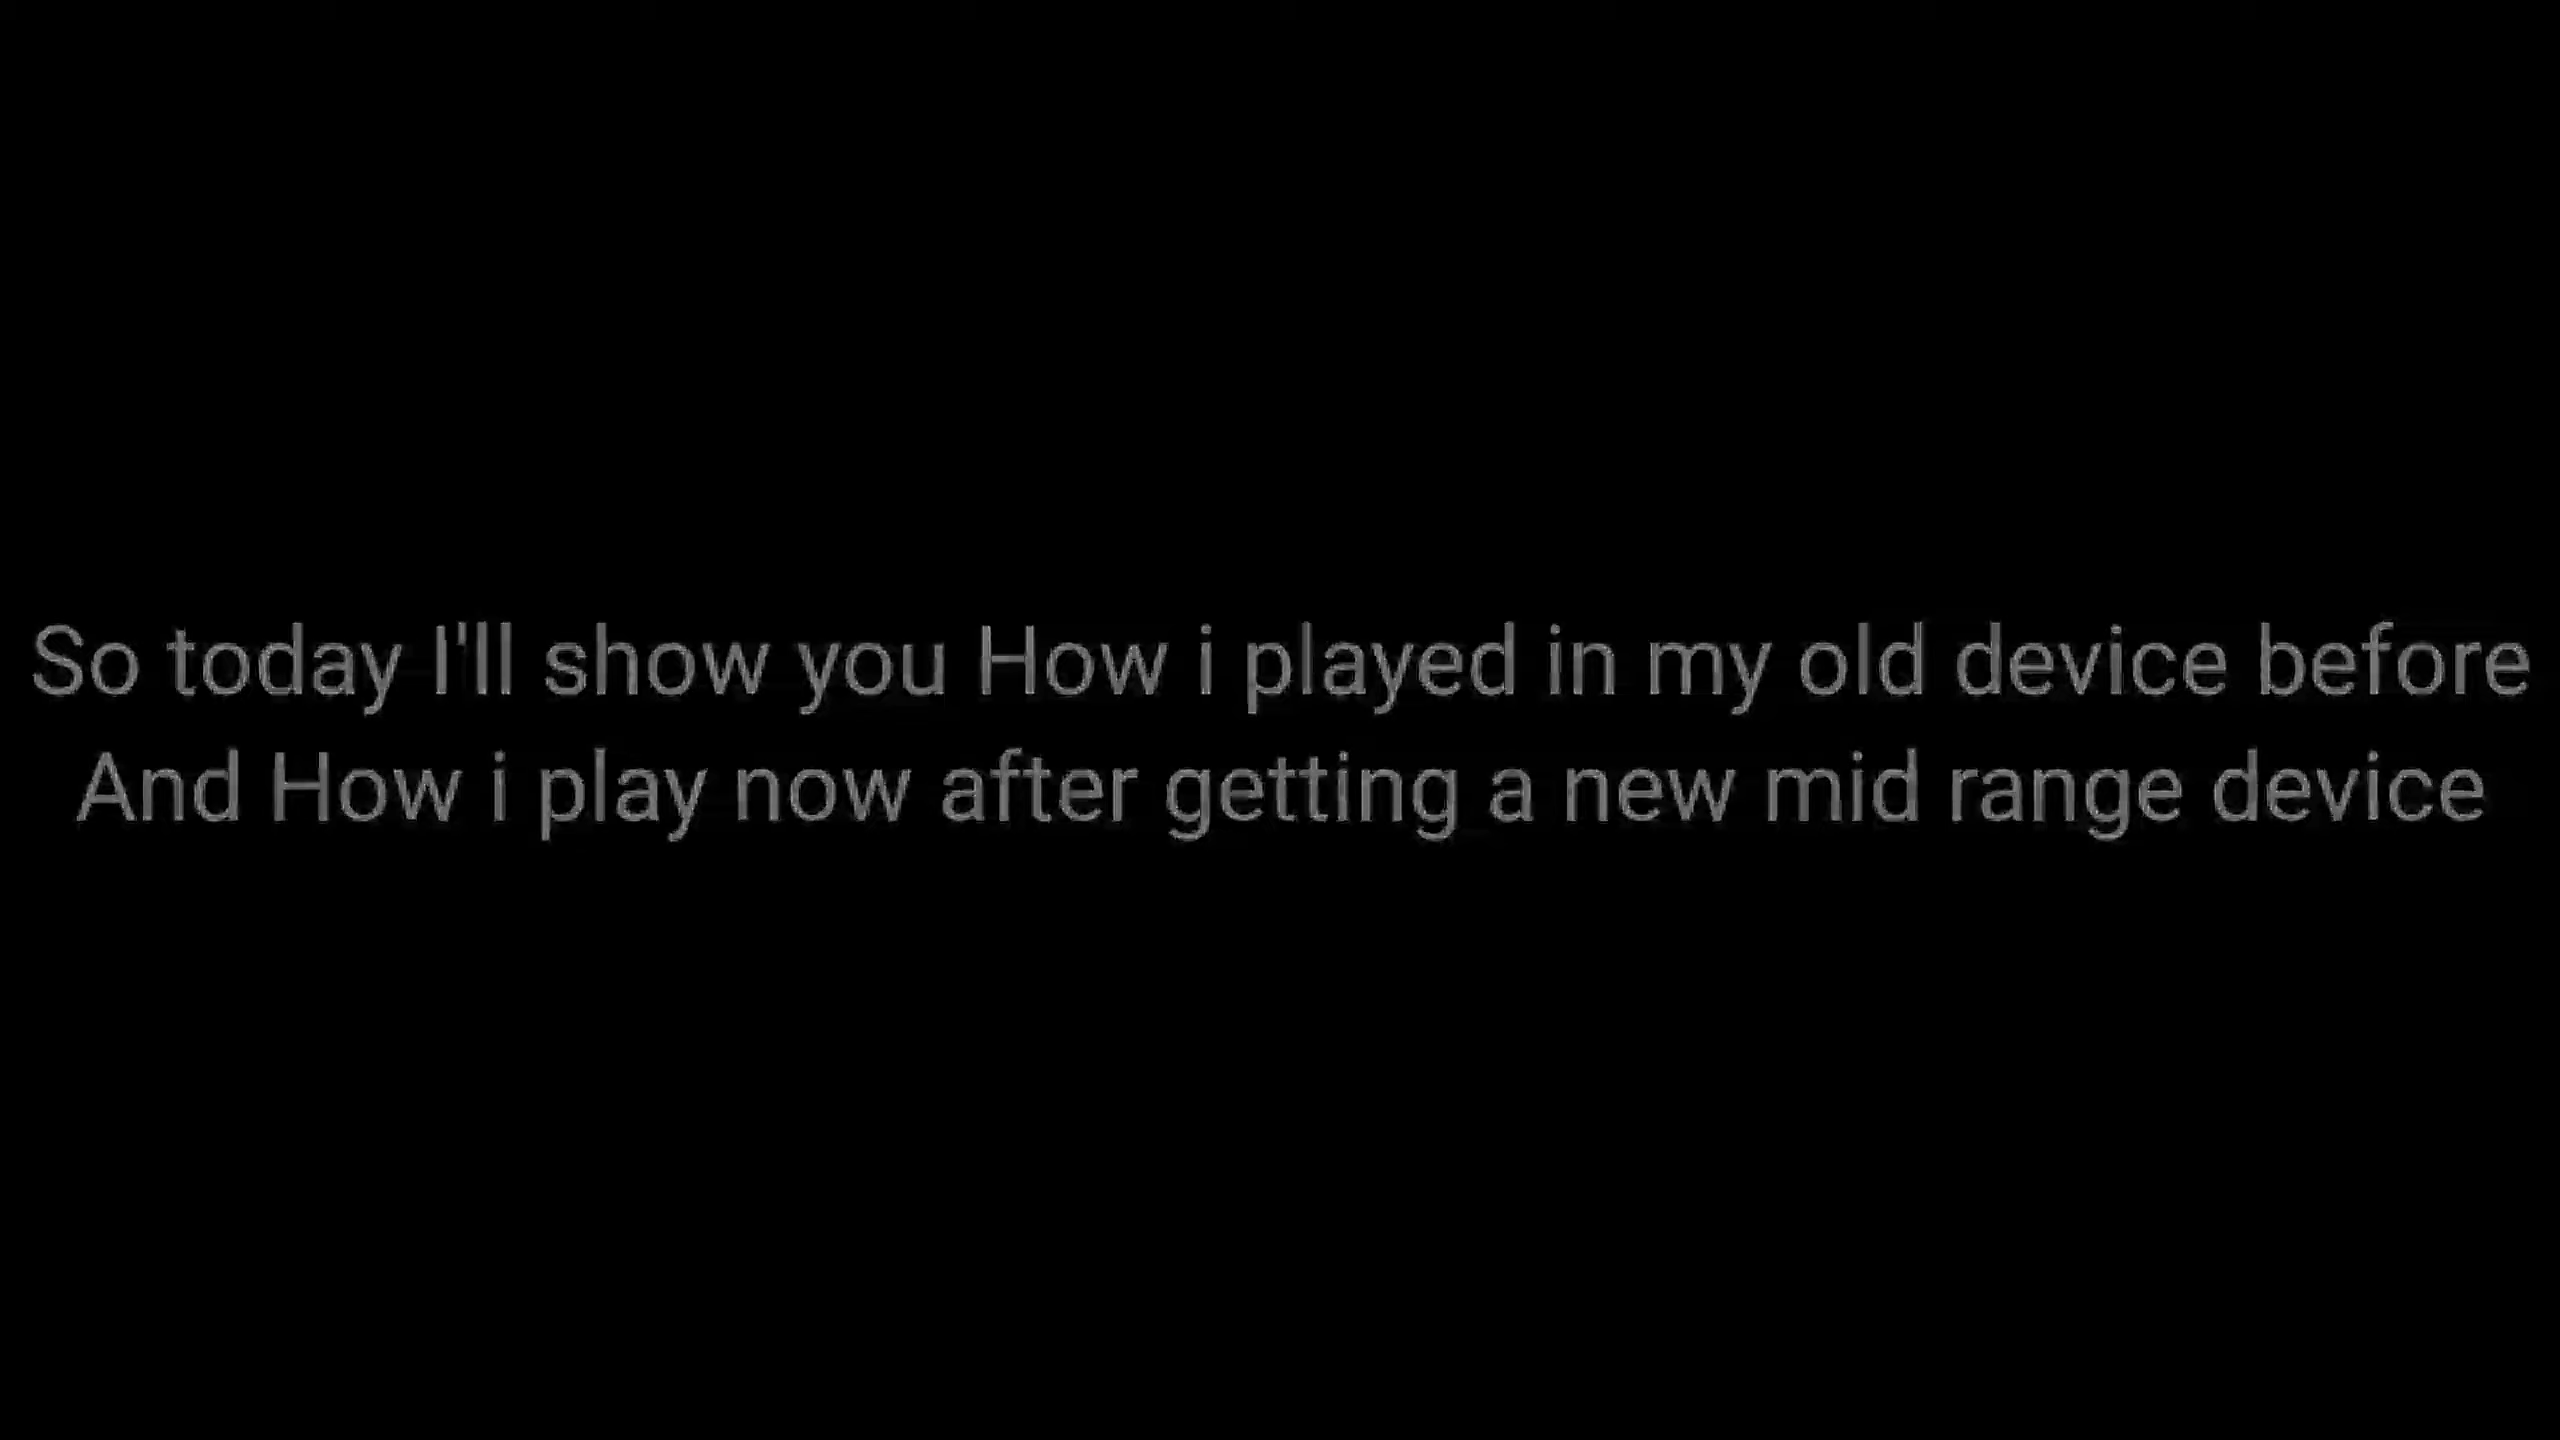 So today I'll show you How i played in my old device before
And How i play now after getting a new mid range device